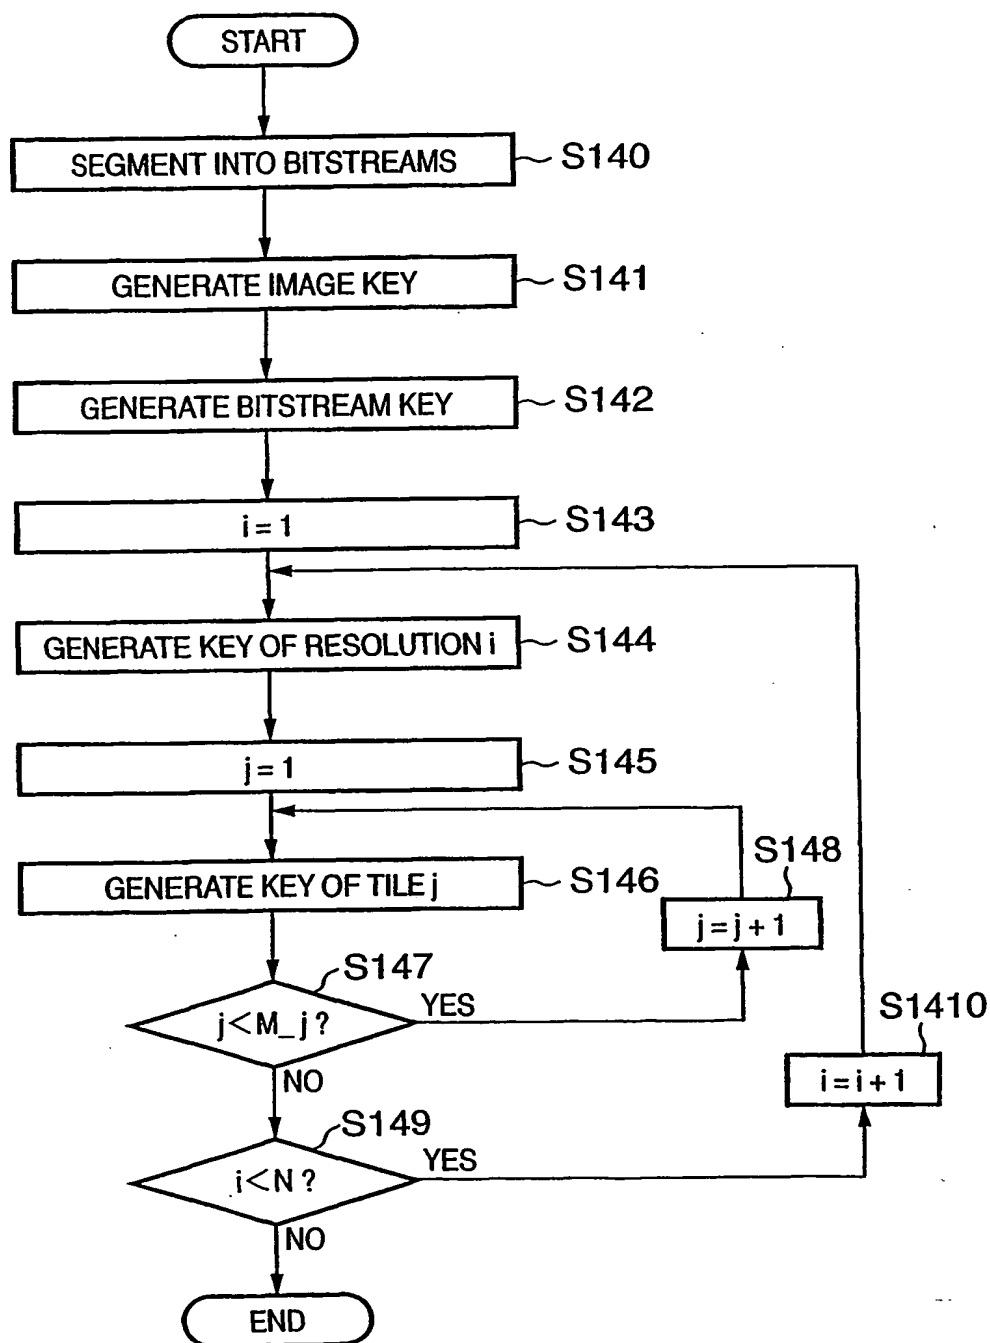 START
SEGMENT INTO BITSTREAMS
S140
GENERATE IMAGE KEY
S141
GENERATE BITSTREAM KEY
S142
i = 1
S143
GENERATE KEY OF RESOLUTION i
S144
j = 1
S145
GENERATE KEY OF TILE j
S146
S148
j = j + 1
S147
j < M_j ?
YES
NO
S1410
i = i + 1
S149
i < N ?
YES
NO
END